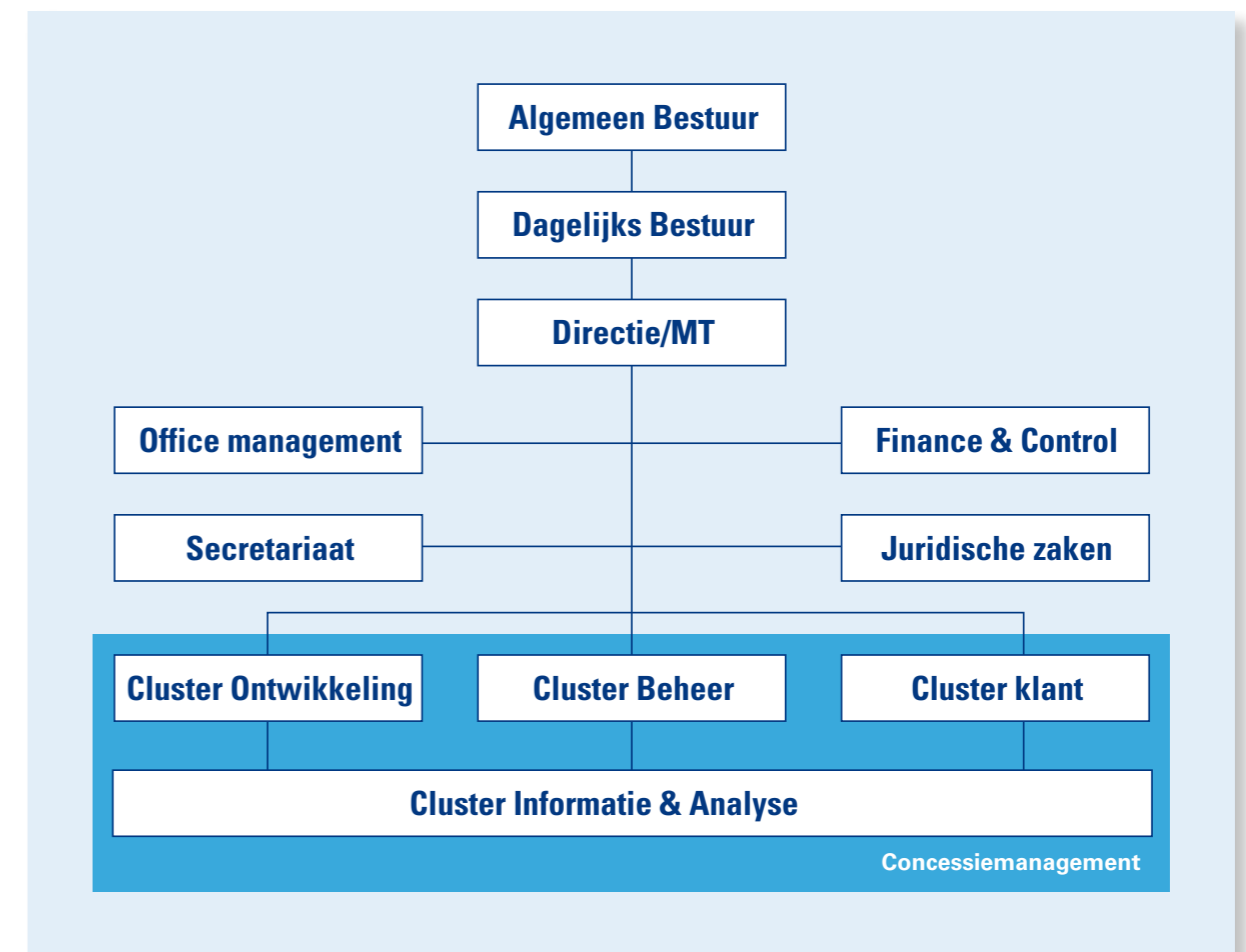 Algemeen Bestuur
Dagelijks Bestuur
Directie/MT
Office management
Finance & Control
Secretariaat
Juridische zaken
Cluster Ontwikkeling
Cluster Beheer
Cluster klant
Cluster Informatie & Analyse
Concessiemanagement